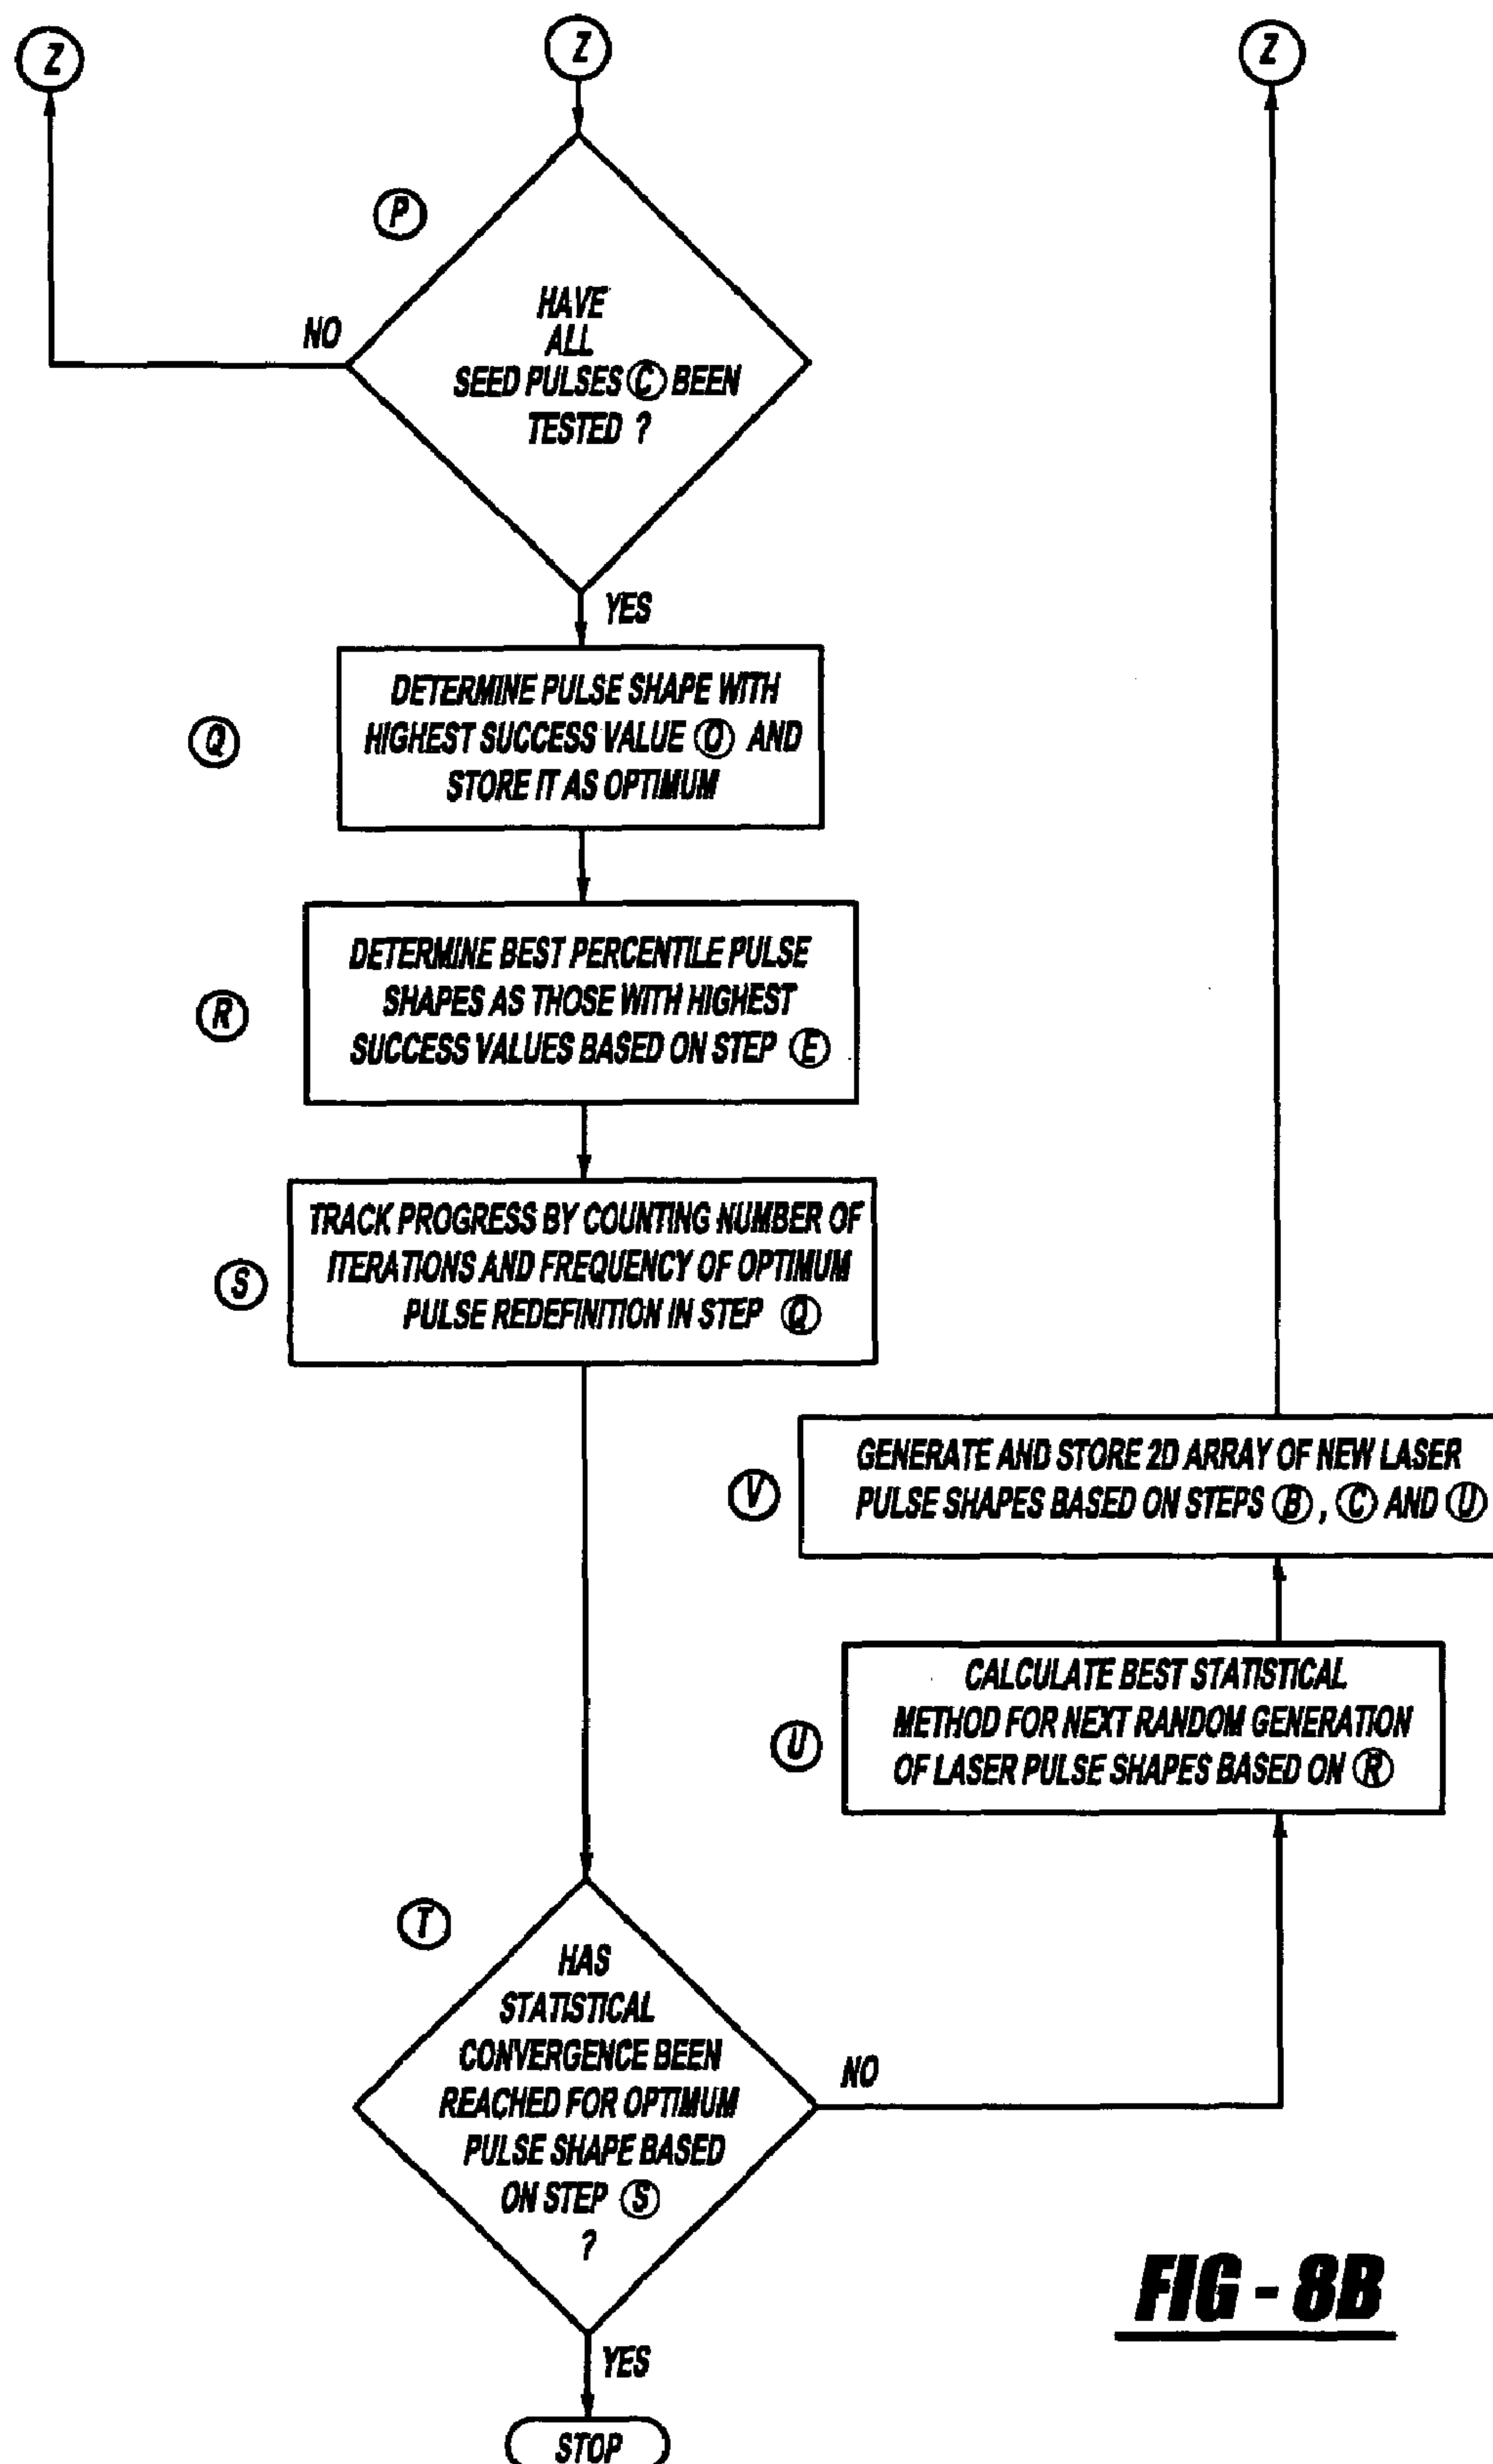 Z
Z
Z
P
HAVE
ALL
SEED PULSES C BEEN
TESTED ?
NO
YES
Q
DETERMINE PULSE SHAPE WITH
HIGHEST SUCCESS VALUE O AND
STORE IT AS OPTIMUM
R
DETERMINE BEST PERCENTILE PULSE
SHAPES AS THOSE WITH HIGHEST
SUCCESS VALUES BASED ON STEP E
S
TRACK PROGRESS BY COUNTING NUMBER OF
ITERATIONS AND FREQUENCY OF OPTIMUM
PULSE REDEFINITION IN STEP Q
V
GENERATE AND STORE 2D ARRAY OF NEW LASER
PULSE SHAPES BASED ON STEPS B , C AND U
U
CALCULATE BEST STATISTICAL
METHOD FOR NEXT RANDOM GENERATION
OF LASER PULSE SHAPES BASED ON R
T
HAS
STATISTICAL
CONVERGENCE BEEN
REACHED FOR OPTIMUM
PULSE SHAPE BASED
ON STEP S
?
NO
YES
STOP
FIG - 8B